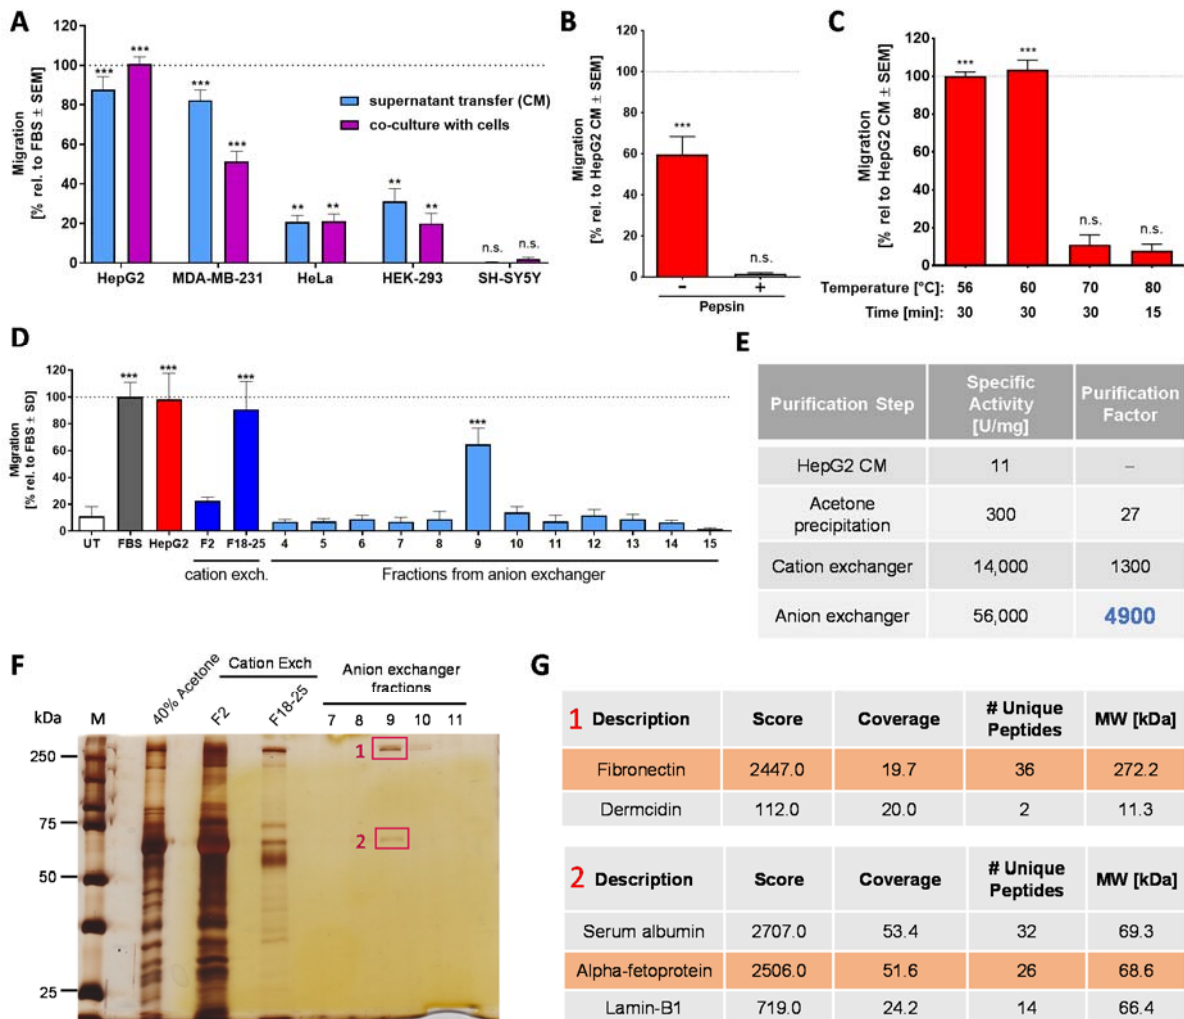 A
Migration
[% rel. to FBS ± SEM]
120
100
80
60
40
20
0
*** *** *** *** ** ** ** ** n.s. n.s.
supernatant transfer (CM)
co-culture with cells
HepG2 MDA-MB-231 HeLa HEK-293 SH-SY5Y
B
Migration
[% rel. to HepG2 CM ± SEM]
120
100
80
60
40
20
0
*** n.s.
- +
Pepsin
C
Migration
[% rel to HepG2 CM ± SEM]
120
100
80
60
40
20
0
*** *** n.s. n.s.
Temperature [°C]: 56 60 70 80
Time [min]: 30 30 30 15
D
Migration
[% rel. to FBS ± SD]
120
100
80
60
40
20
0
*** *** *** ***
UT FBS HepG2 F2 F18-25 4 5 6 7 8 9 10 11 12 13 14 15
cation exch. Fractions from anion exchanger
E
Purification Step Specific Activity [U/mg] Purification Factor
HepG2 CM 11 –
Acetone precipitation 300 27
Cation exchanger 14,000 1300
Anion exchanger 56,000 4900
F
kDa M 40% Acetone F2 F18-25
Cation Exch
Anion exchanger
fractions
7 8 9 10 11
250
75
50
25
1
2
G
1 Description Score Coverage # Unique Peptides MW [kDa]
Fibronectin 2447.0 19.7 36 272.2
Dermcidin 112.0 20.0 2 11.3
2 Description Score Coverage # Unique Peptides MW [kDa]
Serum albumin 2707.0 53.4 32 69.3
Alpha-fetoprotein 2506.0 51.6 26 68.6
Lamin-B1 719.0 24.2 14 66.4